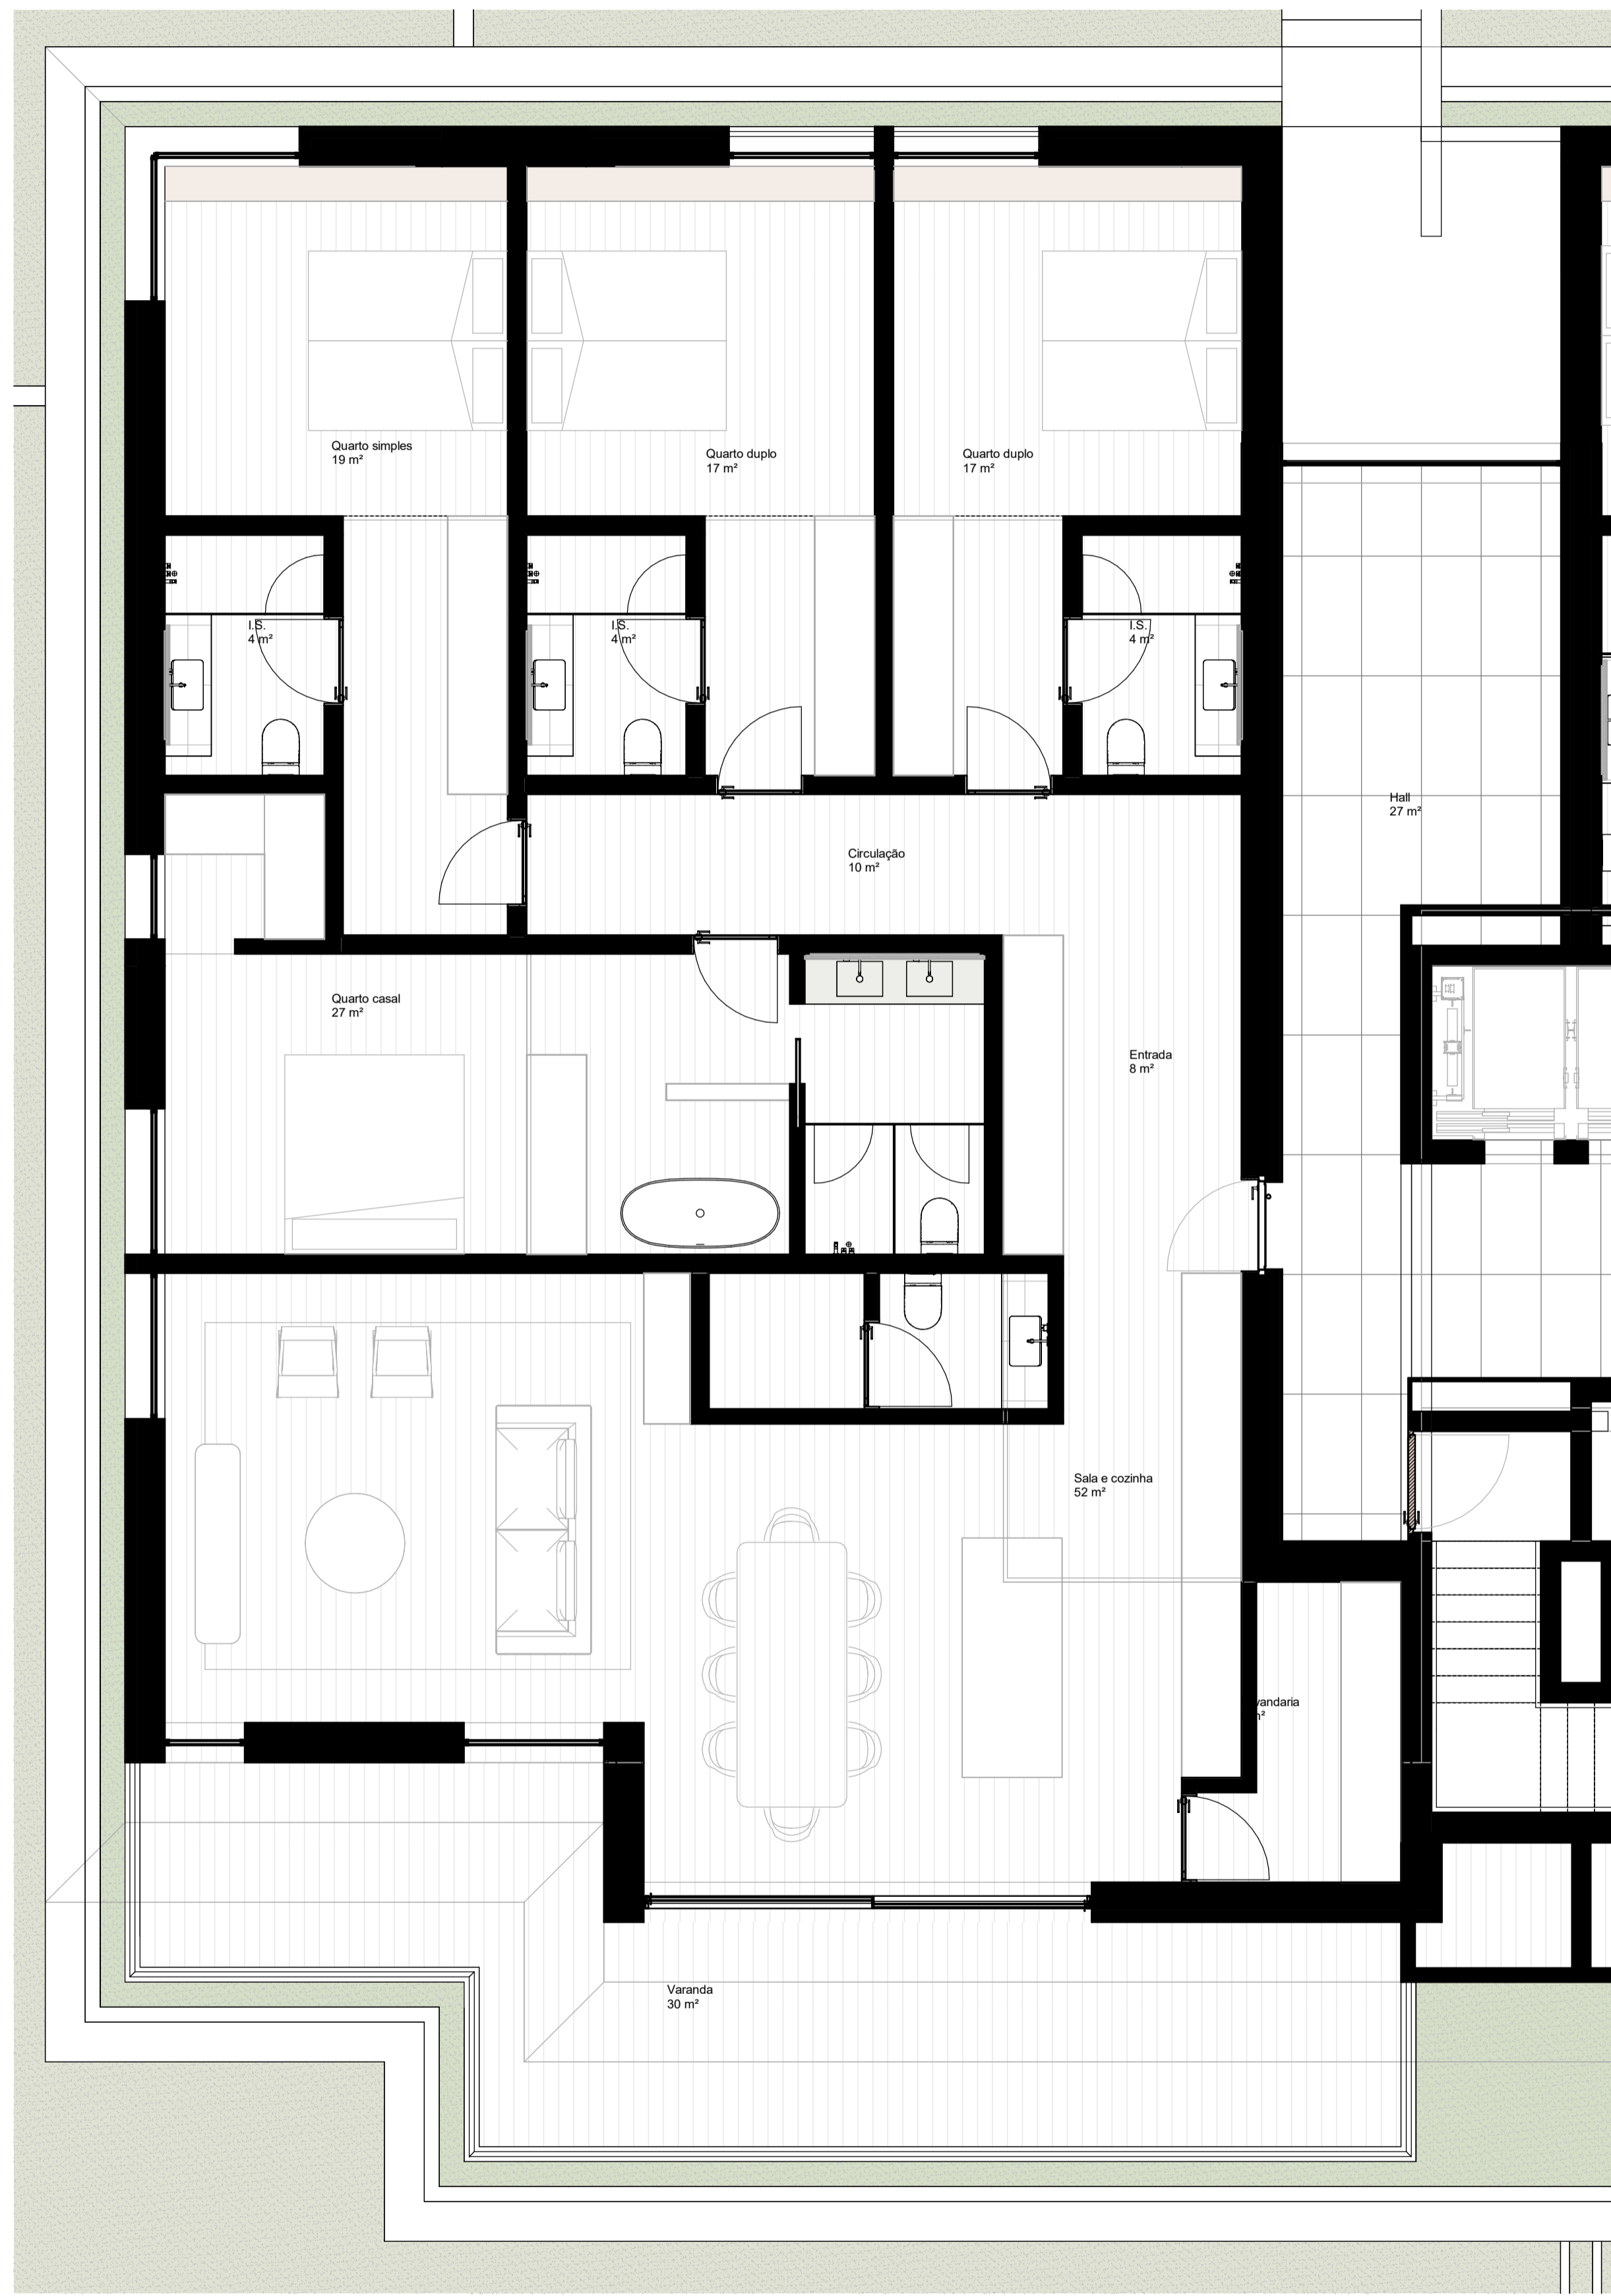 Quarto simples
19 m²
Quarto duplo
17 m²
Quarto duplo
17 m²
I.S.
4 m²
I.S.
4 m²
I.S.
4 m²
Hall
27 m²
Circulação
10 m²
Quarto casal
27 m²
Entrada
8 m²
Sala e cozinha
52 m²
vandaria
m²
Varanda
30 m²